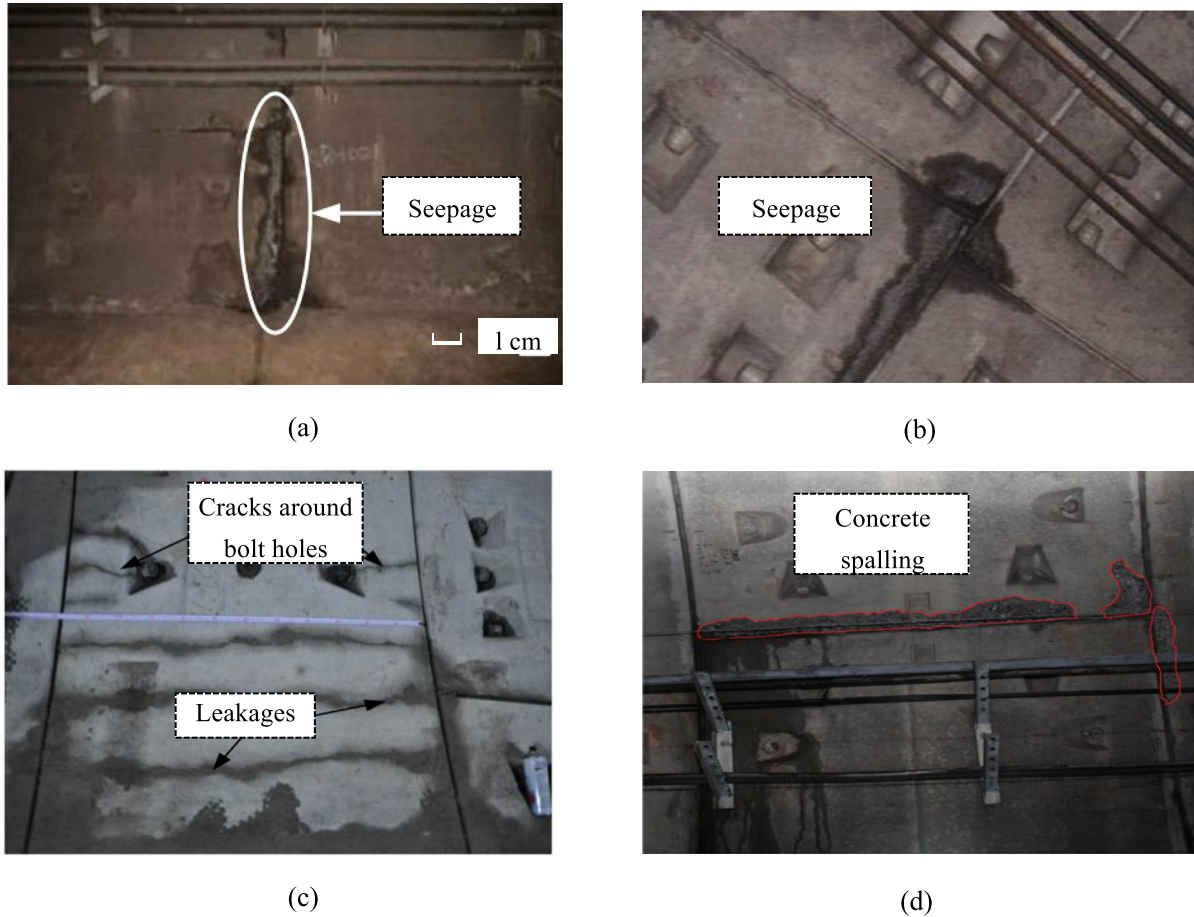 Seepage
1 cm
Seepage
(a)
(b)
Cracks around
bolt holes
Leakages
Concrete
spalling
(c)
(d)